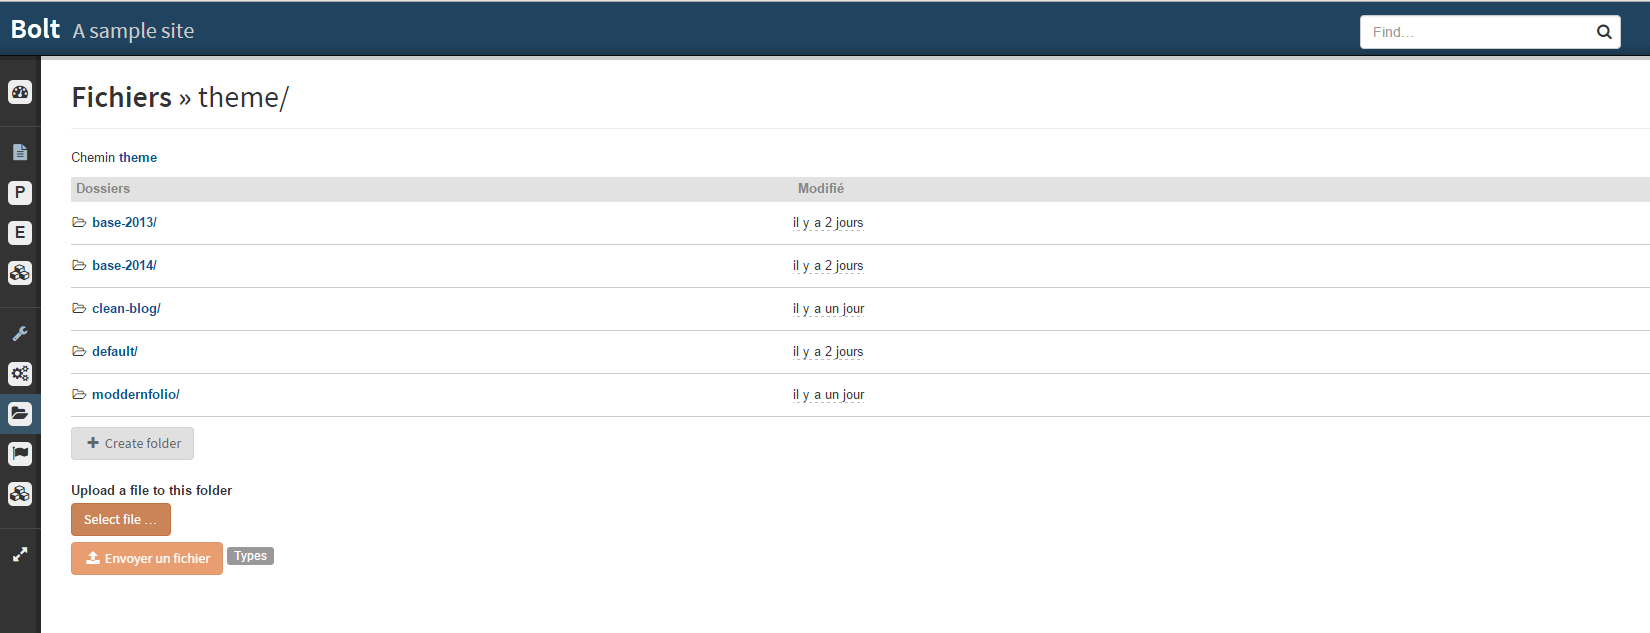 Bolt A sample site
Find...
Fichiers » theme/
P
Chemin theme
Dossiers Modifié
E
base-2013/ il y a 2 jours
base-2014/ il y a 2 jours
clean-blog/ il y a un jour
default/ il y a 2 jours
moddernfolio/ il y a un jour
Create folder
Upload a file to this folder
Select file ...
Envoyer un fichier Types